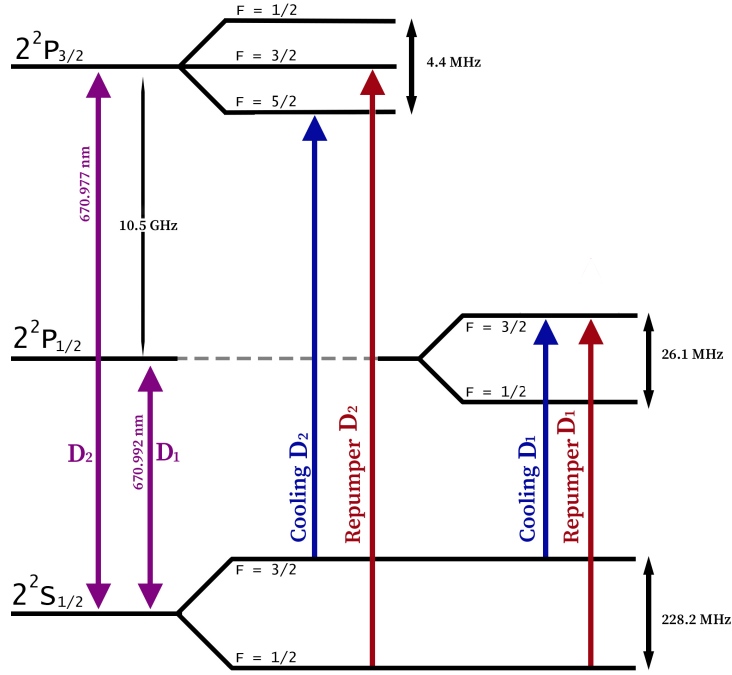 F = 1/2
2²P₃/₂
F = 3/2
4.4 MHz
F = 5/2
670.977 nm
10.5 GHz
2²P₁/₂
F = 3/2
26.1 MHz
F = 1/2
D₂
670.992 nm
D₁
Cooling D₂
Repumper D₂
Cooling D₁
Repumper D₁
F = 3/2
2²S₁/₂
228.2 MHz
F = 1/2